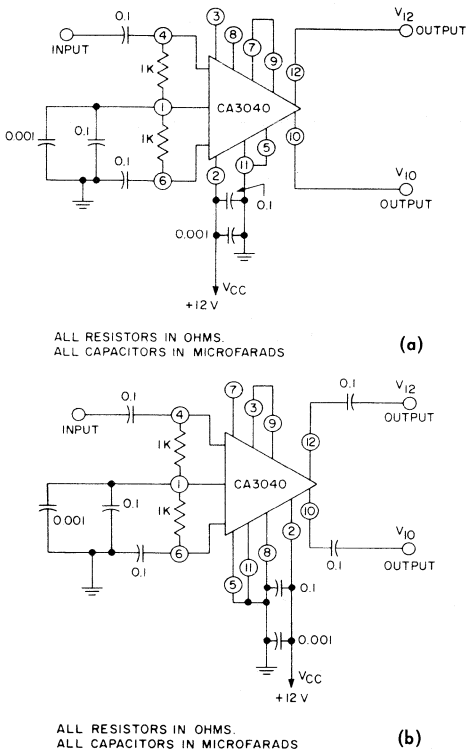 0.1
4
3
8
7
9
V12
OUTPUT
INPUT
1K
12
CA3040
0.001
0.1
1
1K
5
10
0.1
6
2
11
V10
OUTPUT
0.1
0.001
VCC
+12 V
ALL RESISTORS IN OHMS.
ALL CAPACITORS IN MICROFARADS
(a)
0.1
4
7
3
9
0.1
V12
OUTPUT
INPUT
1K
12
CA3040
0.001
0.1
1
1K
10
2
0.1
6
5
11
8
0.1
V10
OUTPUT
0.1
0.001
VCC
+12 V
ALL RESISTORS IN OHMS.
ALL CAPACITORS IN MICROFARADS
(b)